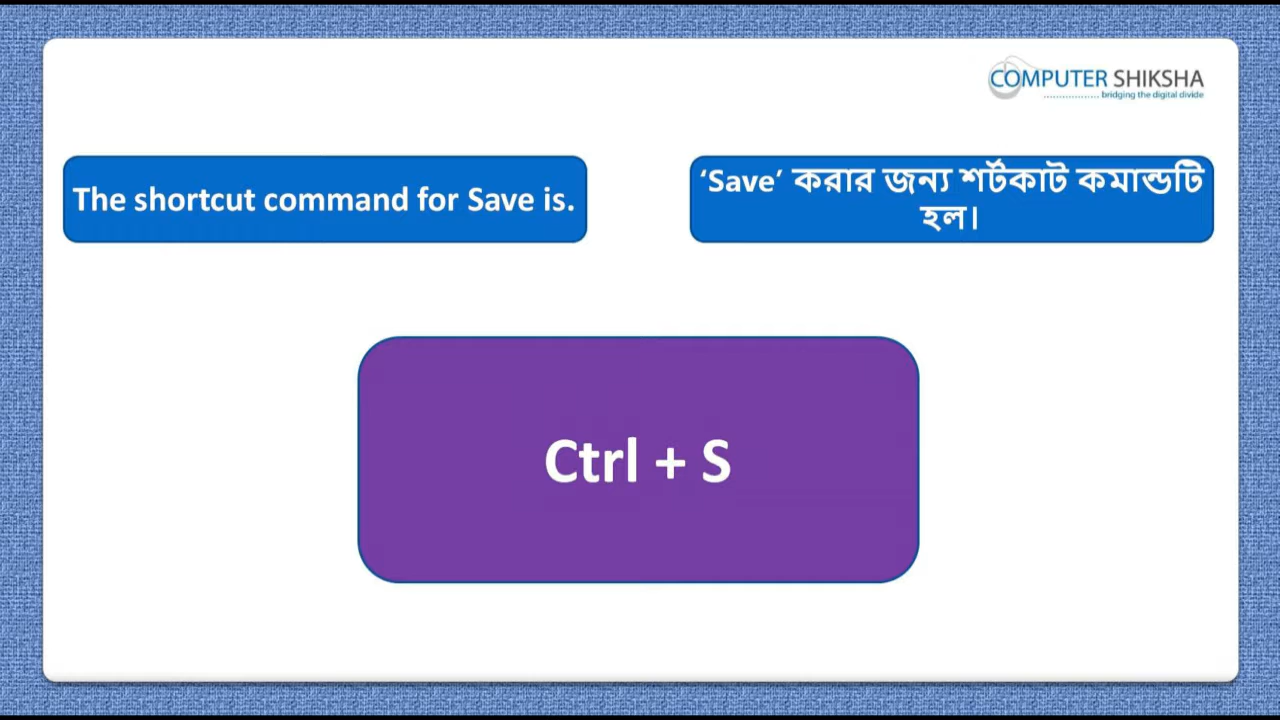 COMPUTER SHIKSHA
bridging the digital divide
The shortcut command for Save is.
‘Save’ করার জন্য শর্টকাট কমান্ডটি
হল।
Ctrl + S